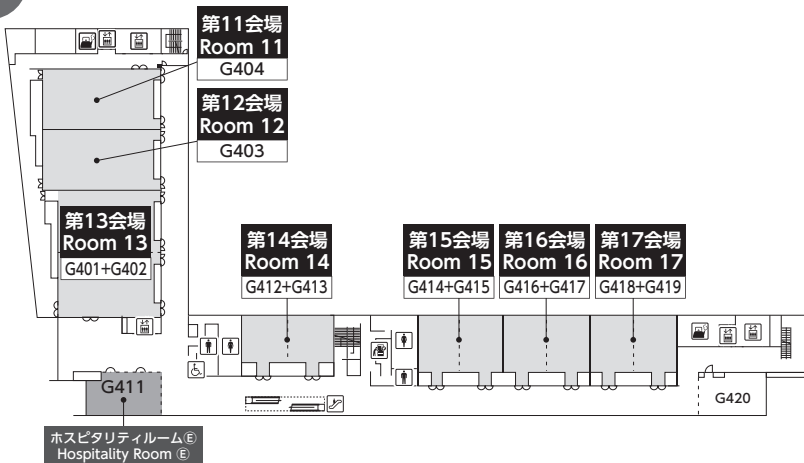 第11会場
Room 11
G404
第12会場
Room 12
G403
第13会場
Room 13
G401+G402
第14会場
Room 14
G412+G413
第15会場
Room 15
G414+G415
第16会場
Room 16
G416+G417
第17会場
Room 17
G418+G419
G411
G420
ホスピタリティルームⒺ
Hospitality Room Ⓔ